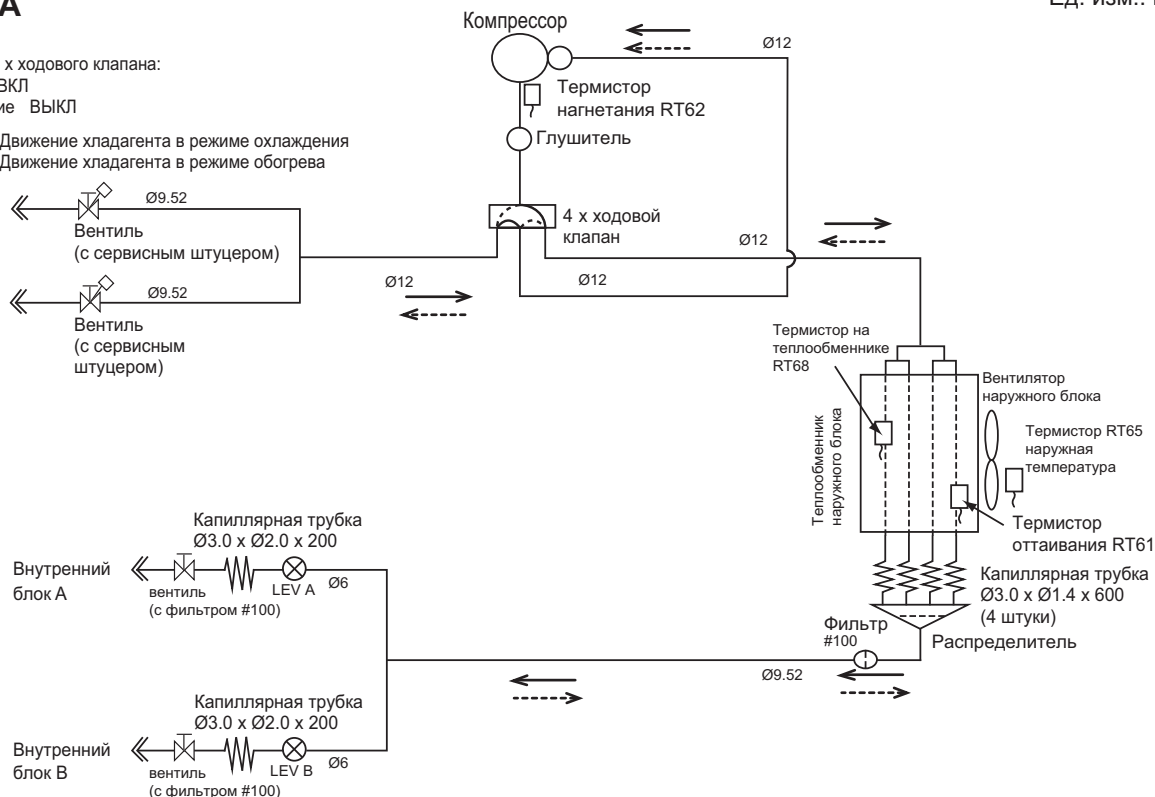 А
Ед. изм.:
Компрессор
Ø12
х ходового клапана:
ВКЛ
ВЫКЛ
Термистор
нагнетания RT62
Движение хладагента в режиме охлаждения
Движение хладагента в режиме обогрева
Глушитель
Ø9.52
4 х ходовой
клапан
Вентиль
(с сервисным штуцером)
Ø12
Ø12
Ø12
Ø9.52
Вентиль
(с сервисным
штуцером)
Термистор на
теплообменнике
RT68
Вентилятор
наружного блока
Теплообменник
наружного блока
Термистор RT65
наружная
температура
Термистор
оттаивания RT61
Капиллярная трубка
Ø3.0 x Ø2.0 x 200
Внутренний
блок A
LEV A
Ø6
вентиль
(с фильтром #100)
Капиллярная трубка
Ø3.0 x Ø1.4 x 600
(4 штуки)
Фильтр
#100
Распределитель
Ø9.52
Капиллярная трубка
Ø3.0 x Ø2.0 x 200
Внутренний
блок B
LEV B
Ø6
вентиль
(с фильтром #100)